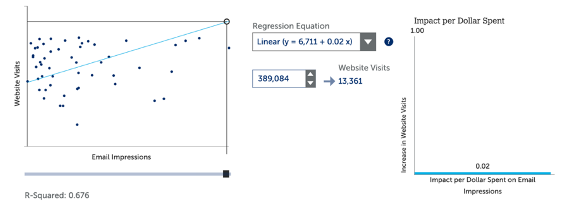 Website Visits
Email Impressions
R-Squared: 0.676
Regression Equation
Linear (y = 6,711 + 0.02 x)
?
389,084
Website Visits
13,361
Impact per Dollar Spent
1.00
Increase in Website Visits
0.02
Impact per Dollar Spent on Email
Impressions